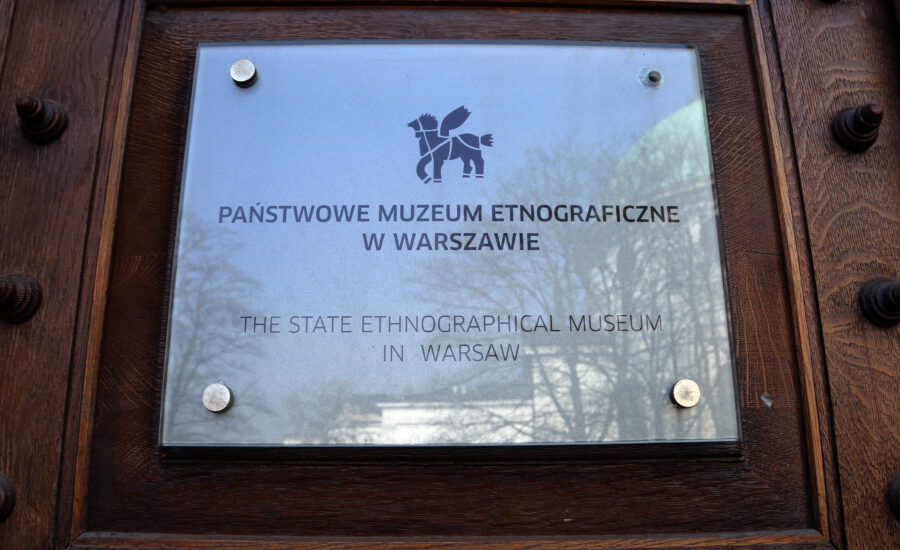 PAŃSTWOWE MUZEUM ETNOGRAFICZNE
W WARSZAWIE
THE STATE ETHNOGRAPHICAL MUSEUM
IN WARSAW